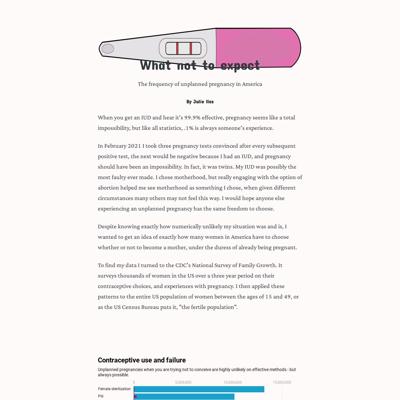 What not to expect
The frequency of unplanned pregnancy in America
By Julie Ines
When you get an IUD and hear it's 99.9% effective, pregnancy seems like a total
impossibility, but like all statistics, .1% is always someone's experience.
In February 2021 I took three pregnancy tests convinced after every subsequent
positive test, the next would be negative because I had an IUD, and pregnancy
should have been an impossibility. In fact, it was twins. My IUD was possibly the
most faulty ever made. I chose motherhood, but really engaging with the option of
abortion helped me see motherhood as something I chose, when given different
circumstances many others may not feel this way. I would hope anyone else
experiencing an unplanned pregnancy has the same freedom to choose.
Despite knowing exactly how numerically unlikely my situation was and is, I
wanted to get an idea of exactly how many women in America have to choose
whether or not to become a mother, under the duress of already being pregnant.
To find my data I turned to the CDC's National Survey of Family Growth. It
surveys thousands of women in the US over a three year period on their
contraceptive choices, and experiences with pregnancy. I then applied these
patterns to the entire US population of women between the ages of 15 and 49, or
as the US Census Bureau puts it, "the fertile population".
Contraceptive use and failure
Unplanned pregnancies when you are trying not to conceive are highly unlikely on effective methods - but
always possible.
0 5,000,000 10,000,000 15,000,000
Female sterilization
Pill